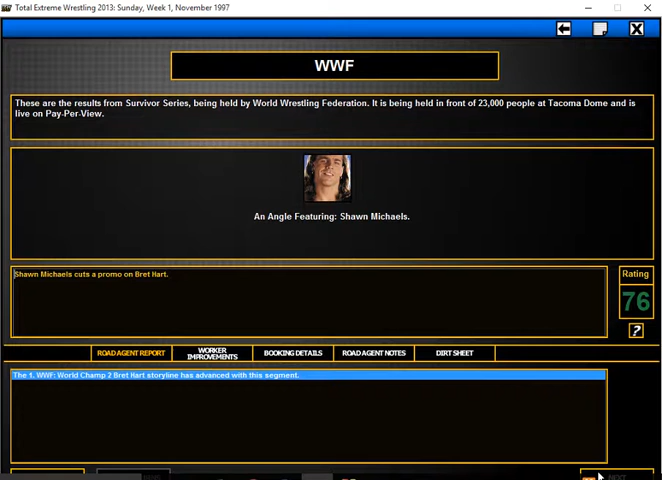 Total Extreme Wrestling 2013: Sunday, Week 1, November 1997
WWF
These are the results from Survivor Series, being held by World Wrestling Federation. It is being held in front of 23,000 people at Tacoma Dome and is
live on Pay-Per-View.
An Angle Featuring: Shawn Michaels.
Shawn Michaels cuts a promo on Bret Hart.
Rating
76
?
ROAD AGENT REPORT
WORKER
IMPROVEMENTS
BOOKING DETAILS
ROAD AGENT NOTES
DIRT SHEET
The 1. WWF: World Champ 2 Bret Hart storyline has advanced with this segment.
NEXT